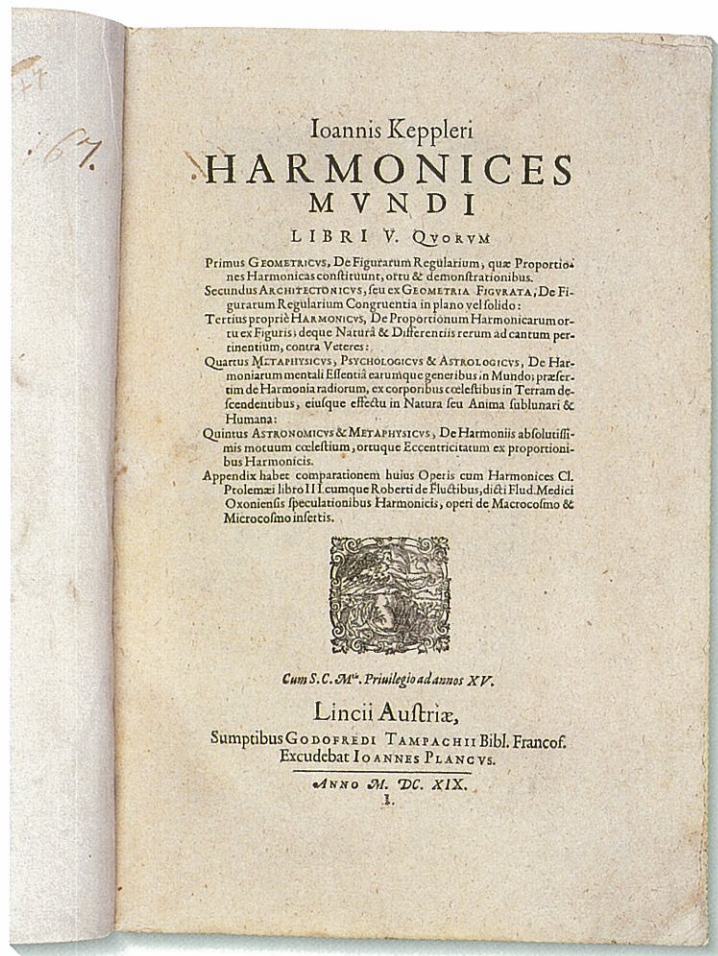 167.
Ioannis Keppleri
HARMONICES
MVNDI
LIBRI V. QVORVM
Primus GEOMETRICVS, De Figurarum Regularium, quæ Proportio-
nes Harmonicas constituunt, ortu & demonstrationibus.
Secundus ARCHITECTONICVS, seu ex GEOMETRIA FIGVRATA, De Fi-
gurarum Regularium Congruentia in plano vel solido:
Tertius propriè HARMONICVS, De Proportionum Harmonicarum or-
tu ex Figuris; deque Naturâ & Differentiis rerum ad cantum per-
tinentium, contra Veteres:
Quartus METAPHYSICVS, PSYCHOLOGICVS & ASTROLOGICVS, De Har-
moniarum mentali Essentiâ earumque generibus in Mundo; præser-
tim de Harmonia radiorum, ex corporibus cœlestibus in Terram de-
scendentibus, eiusque effectu in Natura seu Anima sublunari &
Humana:
Quintus ASTRONOMICVS & METAPHYSICVS, De Harmoniis absolutissi-
mis motuum cœlestium, ortuque Eccentricitatum ex proportioni-
bus Harmonicis.
Appendix habet comparationem huius Operis cum Harmonices Cl.
Ptolemæi libro III. cumque Roberti de Fluctibus, dicti Flud. Medici
Oxoniensis speculationibus Harmonicis, operi de Macrocosmo &
Microcosmo insertis.
Cum S. C. Mtis. Priuilegio ad annos XV.
Lincii Austriæ,
Sumptibus GODOFREDI TAMPACHII Bibl. Francof.
Excudebat IOANNES PLANCVS.
ANNO M. DC. XIX.